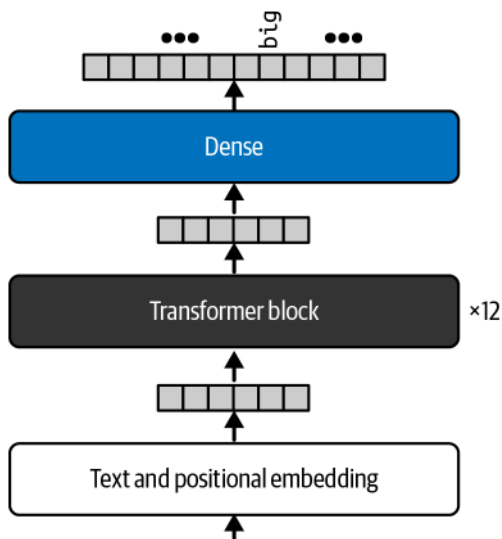 ••• big •••
Dense
Transformer block ×12
Text and positional embedding